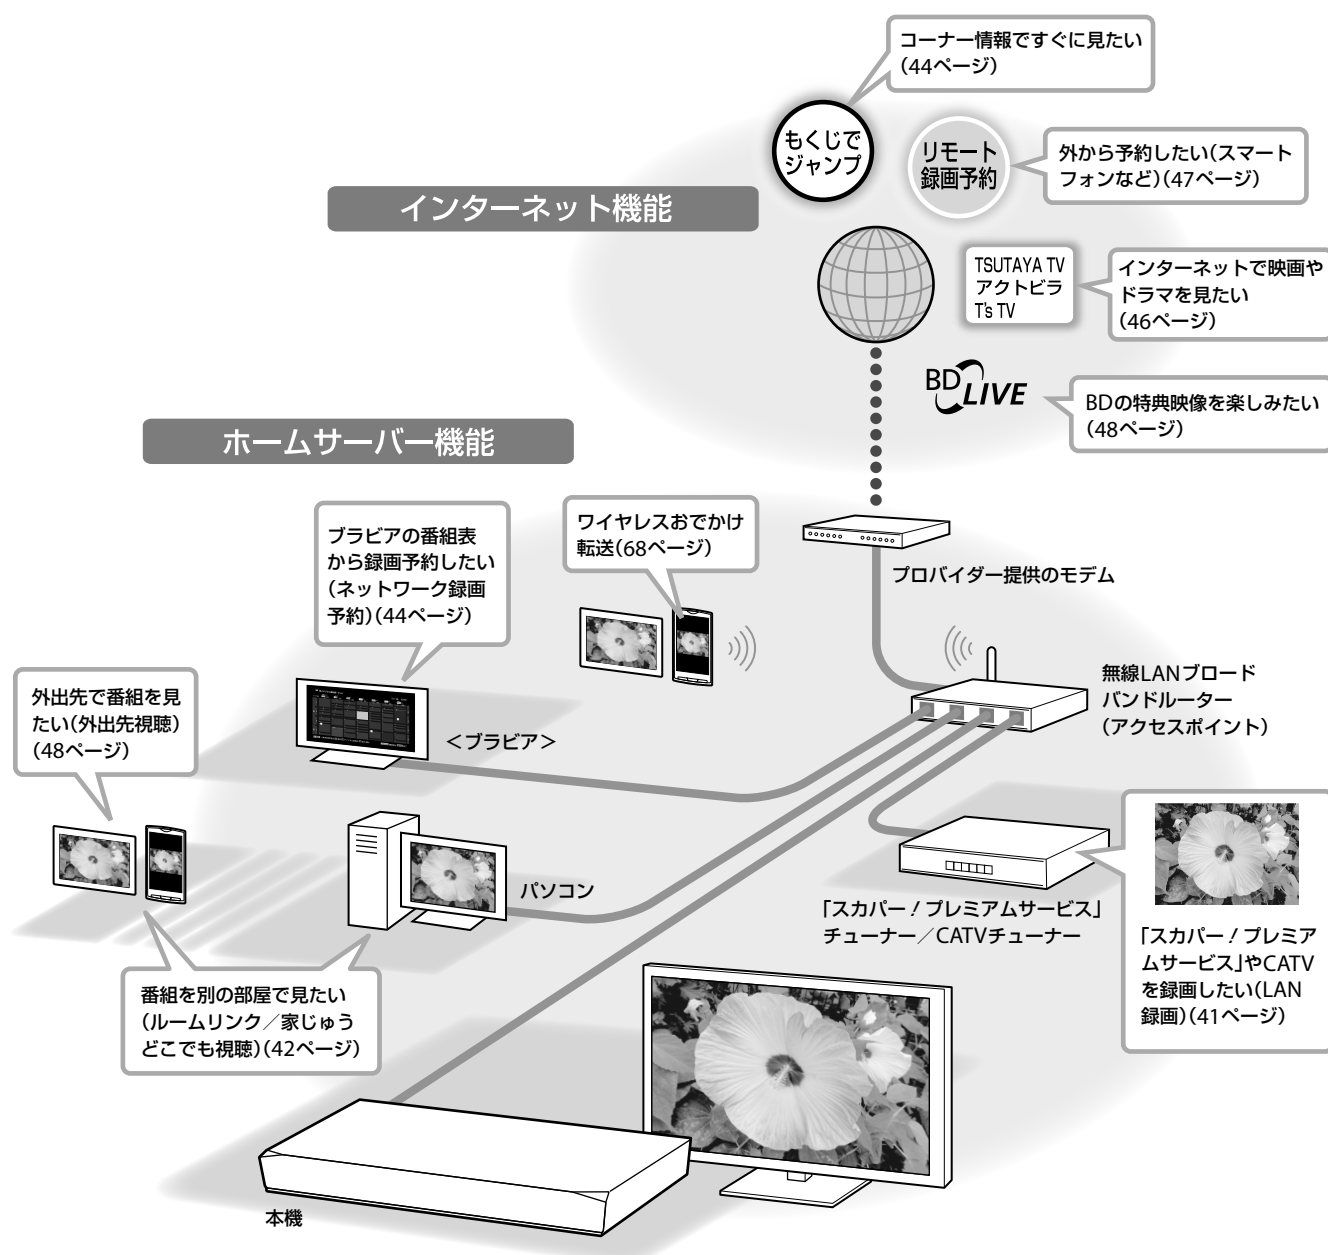 コーナー情報ですぐに見たい
(44ページ)
もくじで
ジャンプ
リモート
録画予約
外から予約したい(スマート
フォンなど)(47ページ)
インターネット機能
TSUTAYA TV
アクトビラ
T's TV
インターネットで映画や
ドラマを見たい
(46ページ)
BD LIVE
BDの特典映像を楽しみたい
(48ページ)
ホームサーバー機能
ブラビアの番組表
から録画予約したい
(ネットワーク録画
予約)(44ページ)
ワイヤレスおでかけ
転送(68ページ)
プロバイダー提供のモデム
無線LANブロード
バンドルーター
(アクセスポイント)
外出先で番組を見
たい(外出先視聴)
(48ページ)
<ブラビア>
パソコン
「スカパー!プレミアムサービス」
チューナー/CATVチューナー
「スカパー!プレミア
ムサービス」やCATV
を録画したい(LAN
録画)(41ページ)
番組を別の部屋で見たい
(ルームリンク/家じゅう
どこでも視聴)(42ページ)
本機